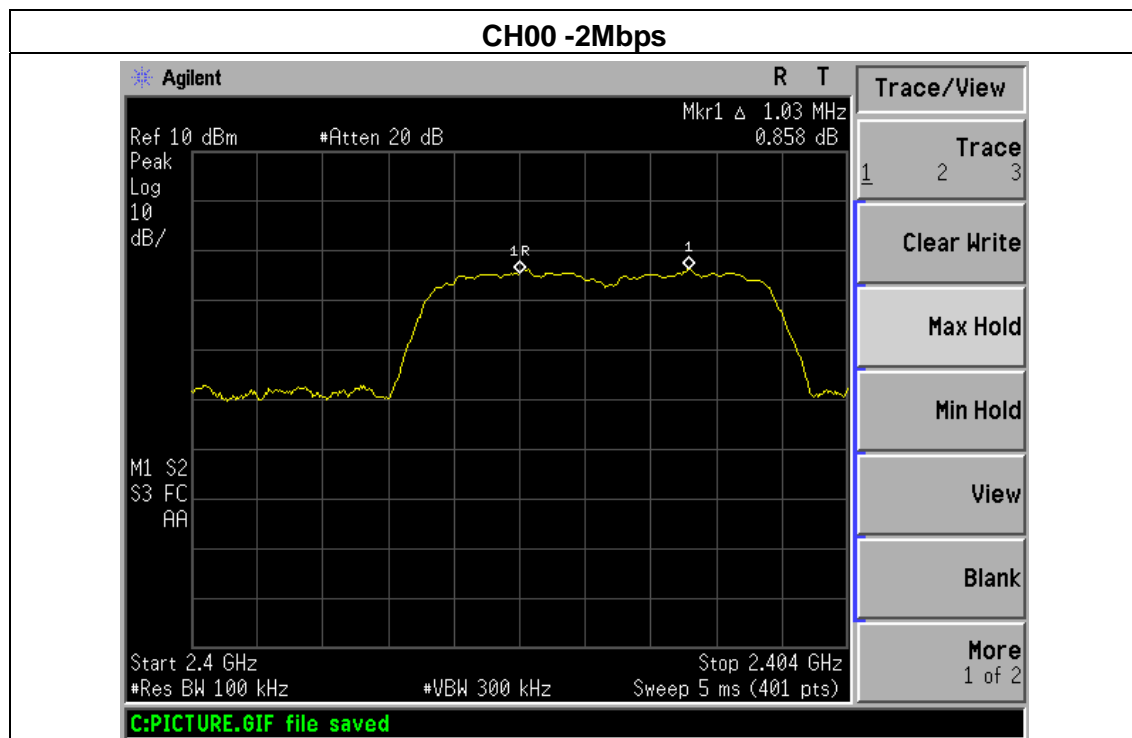 CH00 -2Mbps
Agilent R T
Mkr1 Δ 1.03 MHz
Ref 10 dBm #Atten 20 dB 0.858 dB
Peak
Log
10
dB/
1R
1
M1 S2
S3 FC
AA
Start 2.4 GHz Stop 2.404 GHz
#Res BW 100 kHz #VBW 300 kHz Sweep 5 ms (401 pts)
C:PICTURE.GIF file saved
Trace/View
Trace
1 2 3
Clear Write
Max Hold
Min Hold
View
Blank
More
1 of 2